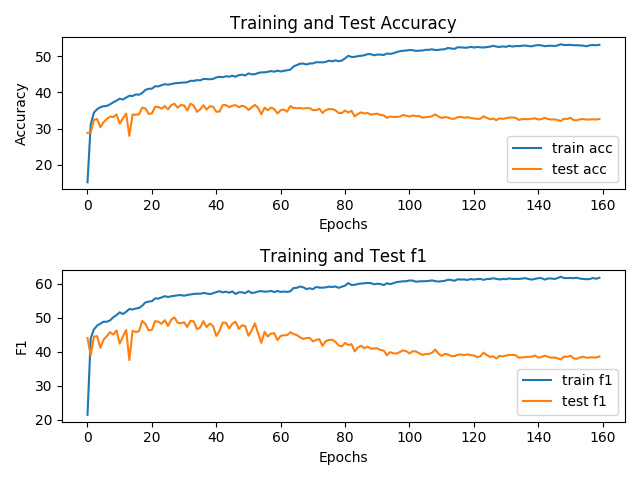 Training and Test Accuracy
Accuracy
50
40
30
20
0 20 40 60 80 100 120 140 160
Epochs
train acc
test acc
Training and Test f1
F1
60
50
40
30
20
0 20 40 60 80 100 120 140 160
Epochs
train f1
test f1